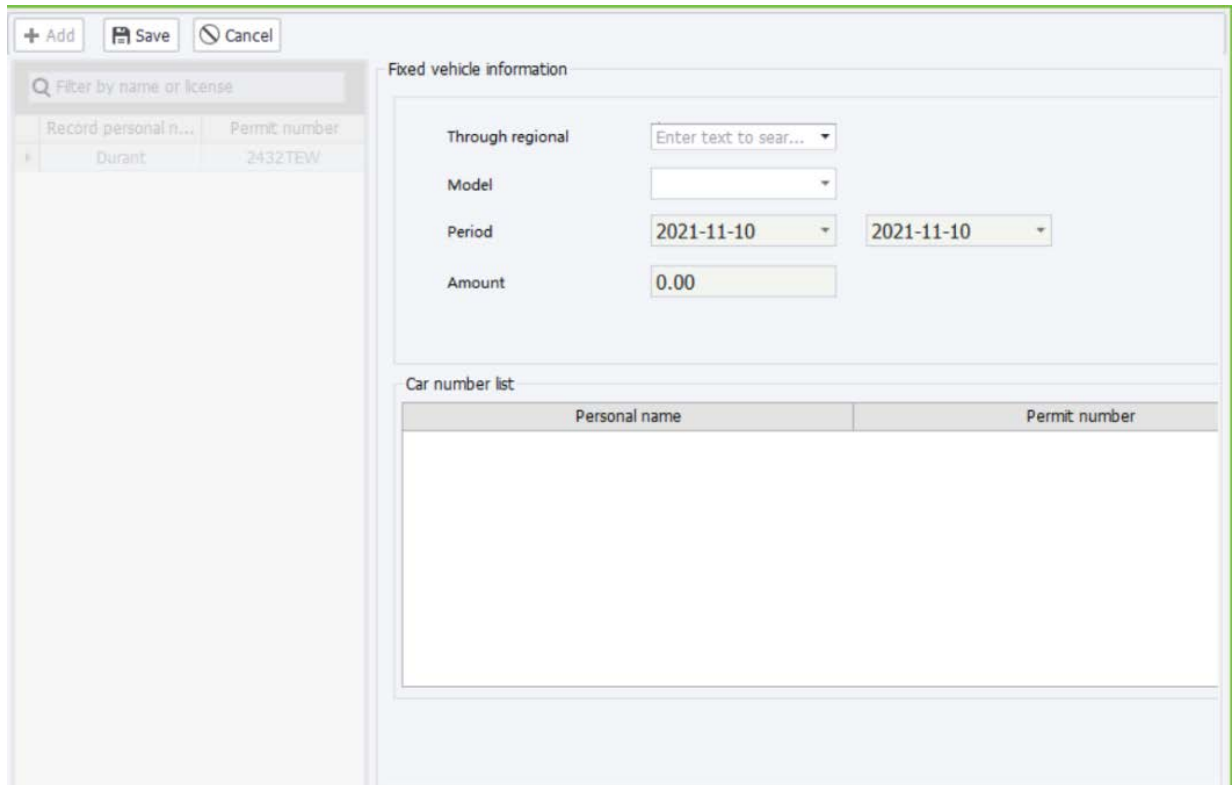 Add Save Cancel
Filter by name or license
Record personal n... Permit number
Durant 2432TEW
Fixed vehicle information
Through regional Enter text to sear...
Model
Period 2021-11-10 2021-11-10
Amount 0.00
Car number list
Personal name Permit number